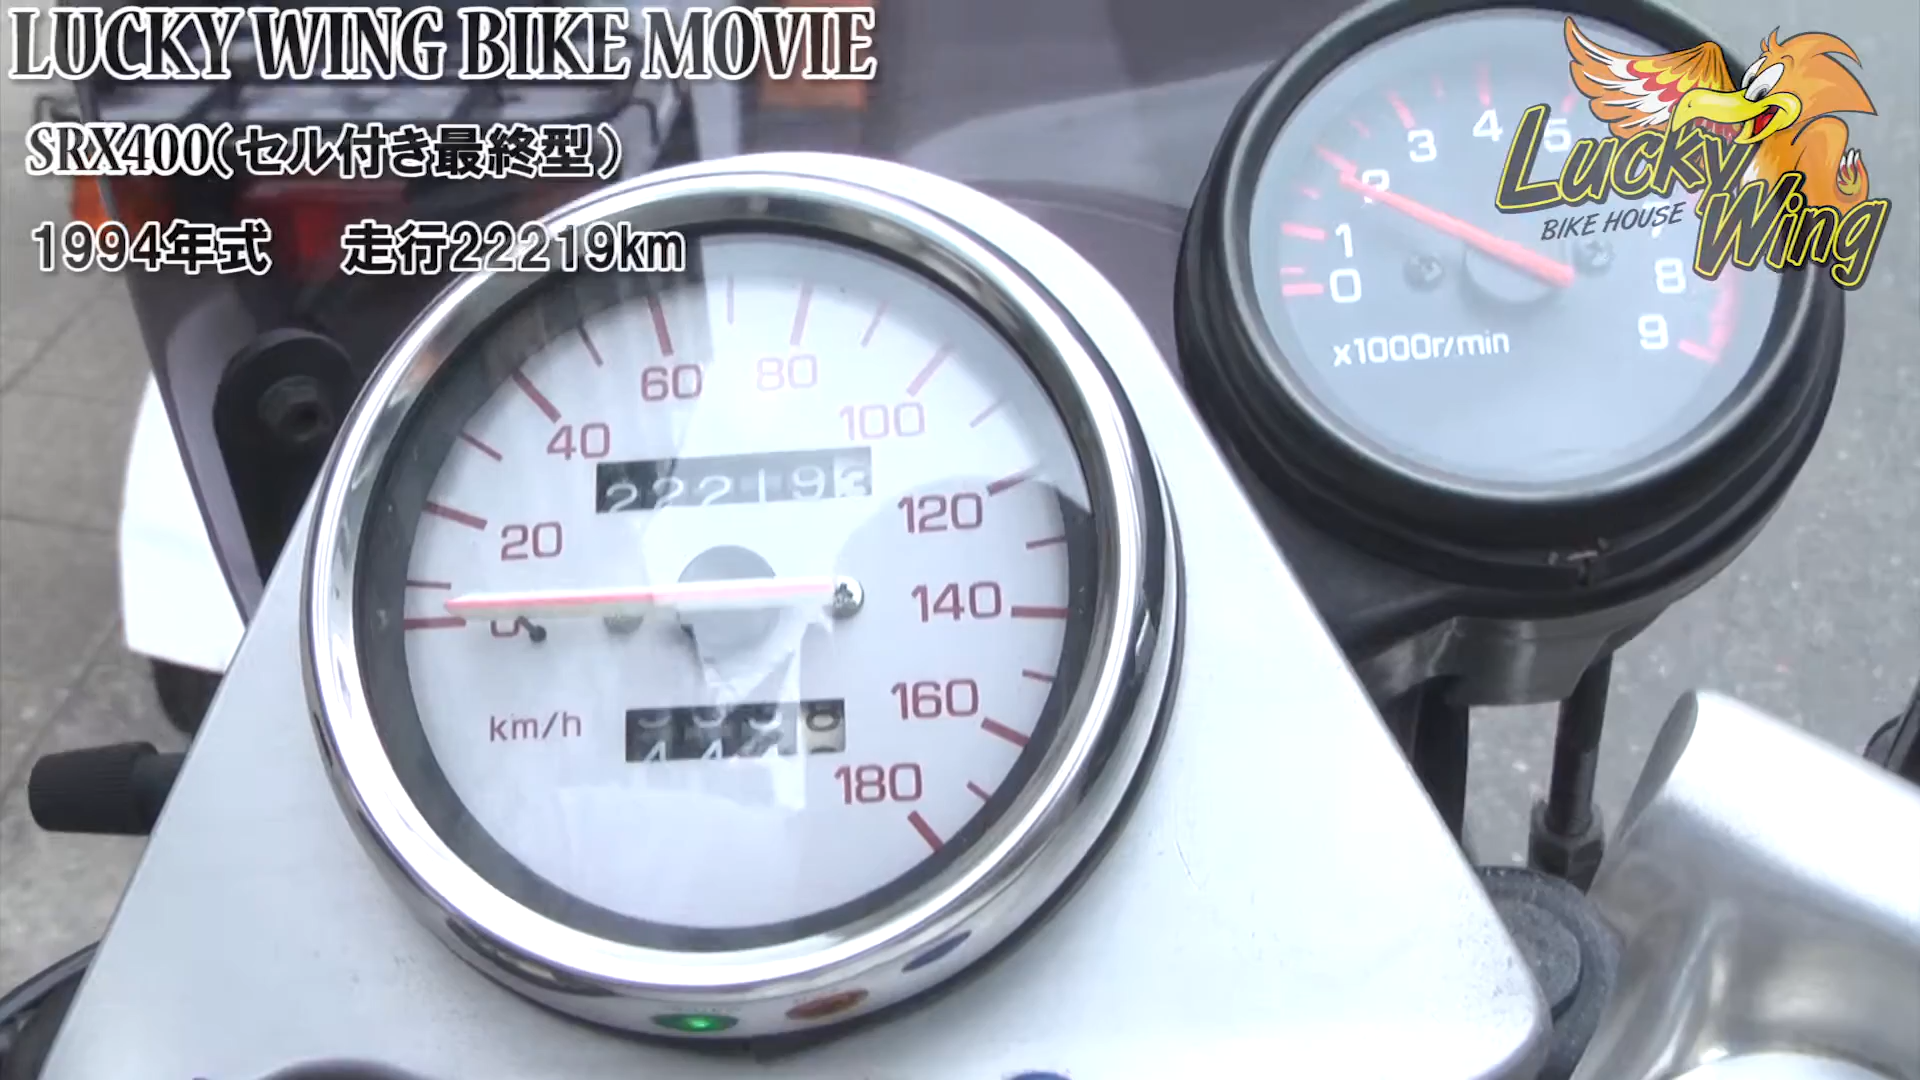 LUCKY WING BIKE MOVIE
SRX400(セル付き最終型)
1994年式 走行22219km
Lucky
BIKE HOUSE
Wing
0
1
2
3
4
5
8
9
x1000r/min
20
40
60
80
100
120
140
160
180
222193
km/h